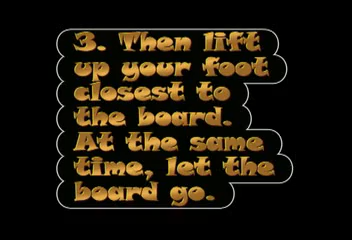 3. Then lift
up your foot
closest to
the board.
At the same
time, let the
board go.